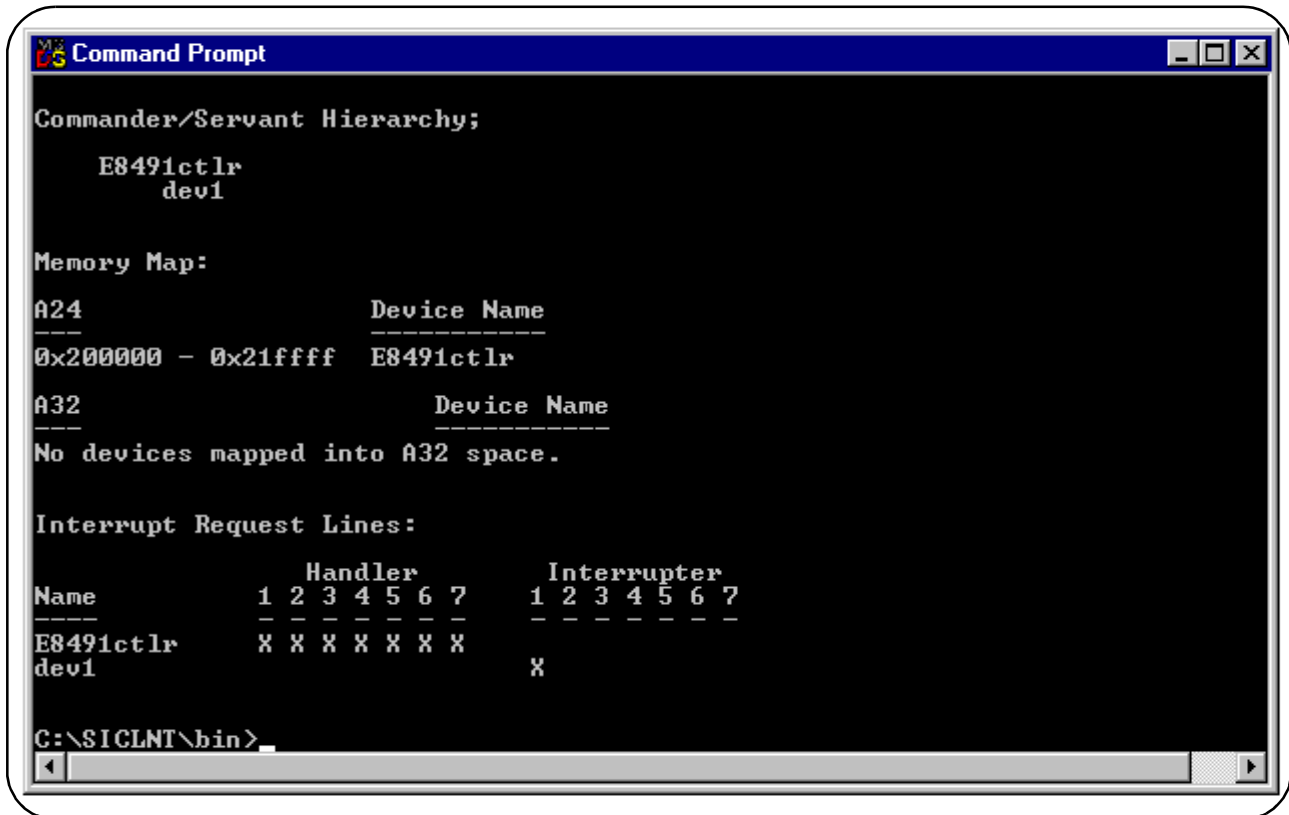 Command Prompt
Commander/Servant Hierarchy;
E8491ctlr
dev1
Memory Map:
A24 Device Name
--- -----------
0x200000 - 0x21ffff E8491ctlr
A32 Device Name
--- -----------
No devices mapped into A32 space.
Interrupt Request Lines:
Handler Interrupter
Name 1 2 3 4 5 6 7 1 2 3 4 5 6 7
---- - - - - - - - - - - - - - -
E8491ctlr X X X X X X X
dev1 X
C:\SICLNT\bin>_